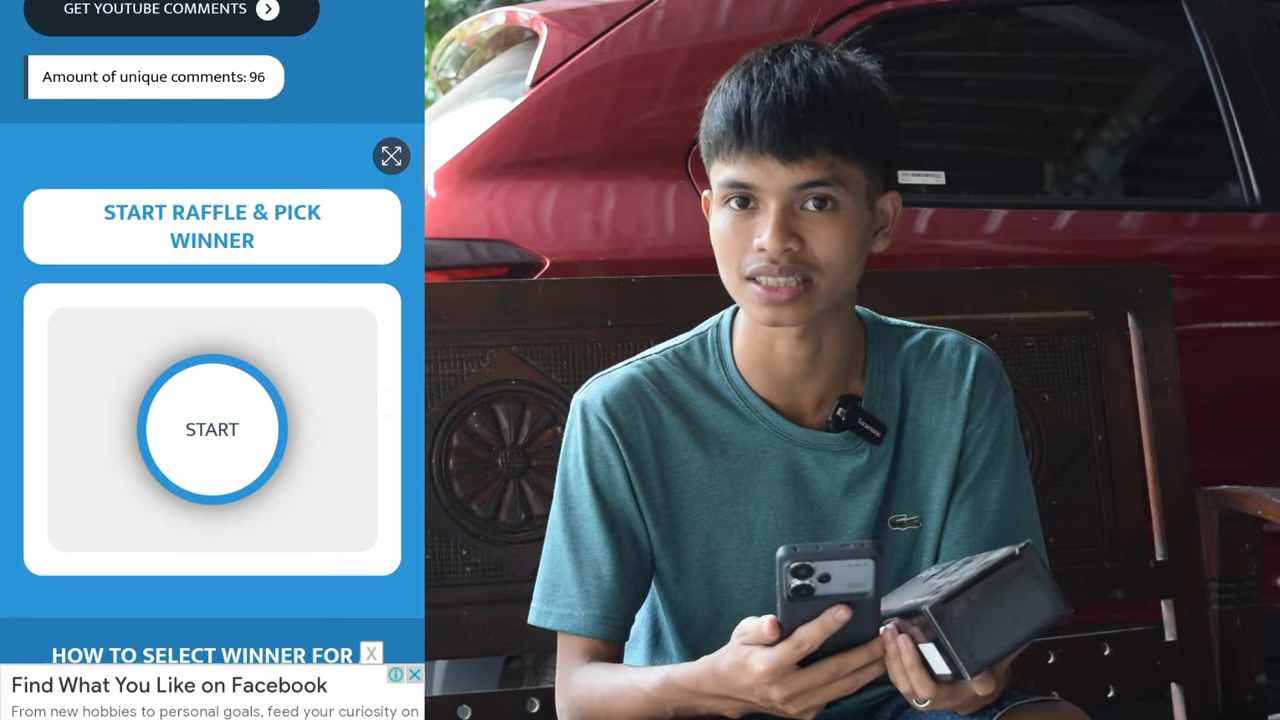 GET YOUTUBE COMMENTS
Amount of unique comments: 96
START RAFFLE & PICK
WINNER
START
HOW TO SELECT WINNER FOR
X
Find What You Like on Facebook
From new hobbies to personal goals, feed your curiosity on
Saramonic